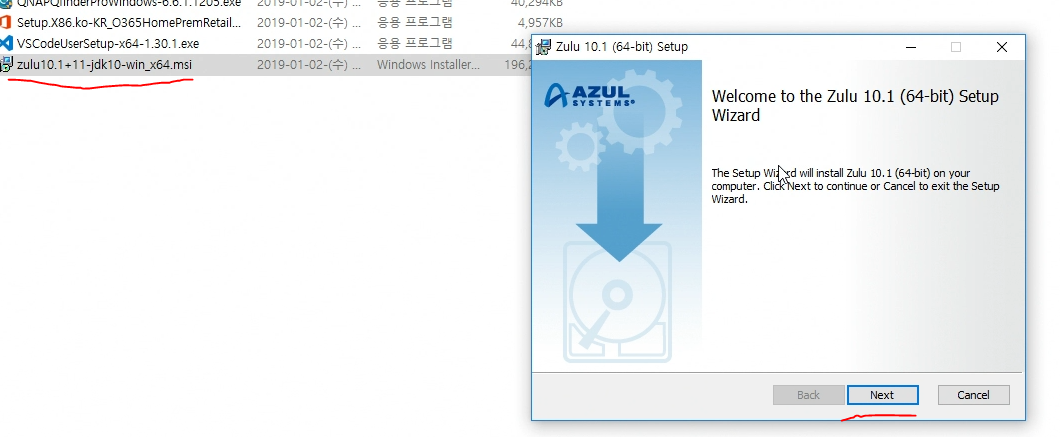 QNAPQfinderProWindows-6.6.1.1205.exe 2019-01-02-(수) ... 응용 프로그램 40,294KB
Setup.X86.ko-KR_O365HomePremRetail... 2019-01-02-(수) ... 응용 프로그램 4,957KB
VSCodeUserSetup-x64-1.30.1.exe 2019-01-02-(수) ... 응용 프로그램 44,8
zulu10.1+11-jdk10-win_x64.msi 2019-01-02-(수) ... Windows Installer... 196,2
Zulu 10.1 (64-bit) Setup
AZUL
SYSTEMS®
Welcome to the Zulu 10.1 (64-bit) Setup
Wizard
The Setup Wizard will install Zulu 10.1 (64-bit) on your
computer. Click Next to continue or Cancel to exit the Setup
Wizard.
Back Next Cancel